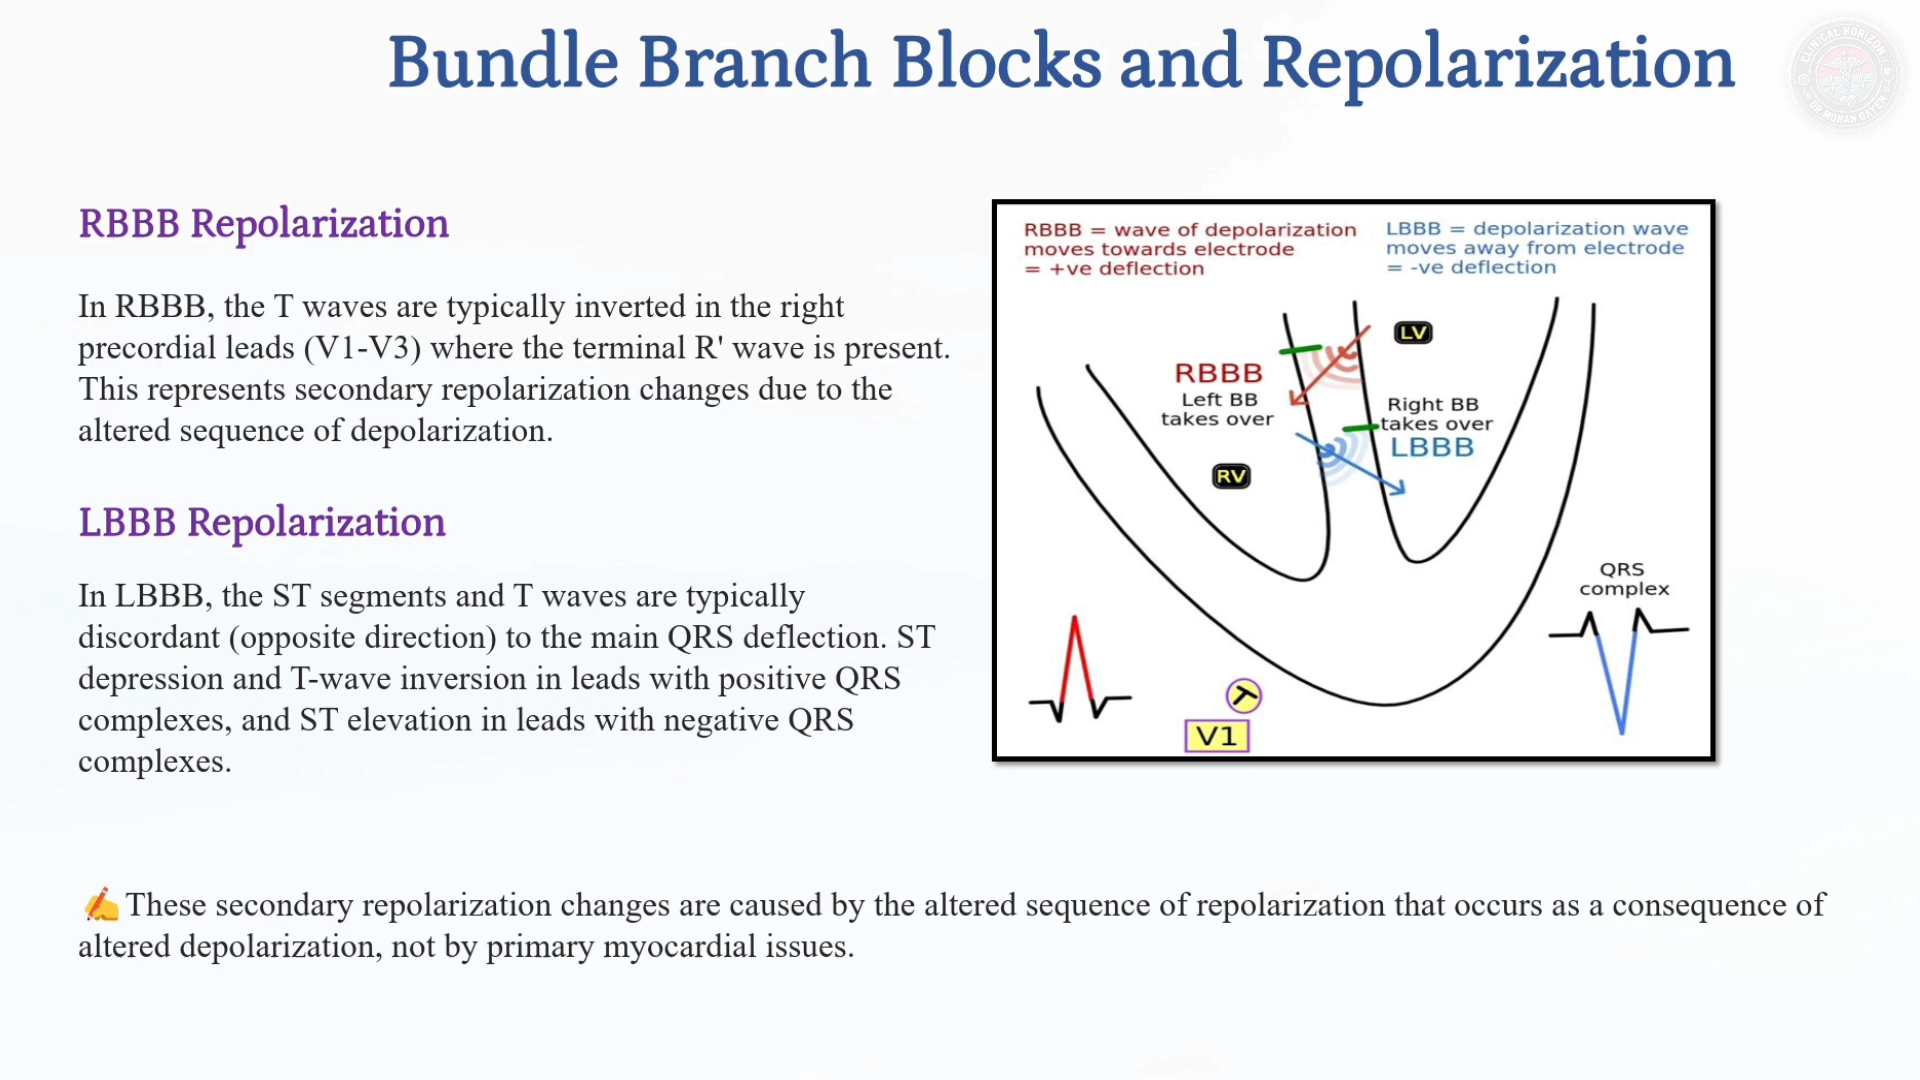 Bundle Branch Blocks and Repolarization
CLINICAL HORIZON
DR MOHAN GAYEN
RBBB Repolarization
In RBBB, the T waves are typically inverted in the right
precordial leads (V1-V3) where the terminal R' wave is present.
This represents secondary repolarization changes due to the
altered sequence of depolarization.
LBBB Repolarization
In LBBB, the ST segments and T waves are typically
discordant (opposite direction) to the main QRS deflection. ST
depression and T-wave inversion in leads with positive QRS
complexes, and ST elevation in leads with negative QRS
complexes.
RBBB = wave of depolarization
moves towards electrode
= +ve deflection
LBBB = depolarization wave
moves away from electrode
= -ve deflection
LV
RBBB
Left BB
takes over
Right BB
takes over
LBBB
RV
QRS
complex
V1
✍These secondary repolarization changes are caused by the altered sequence of repolarization that occurs as a consequence of
altered depolarization, not by primary myocardial issues.